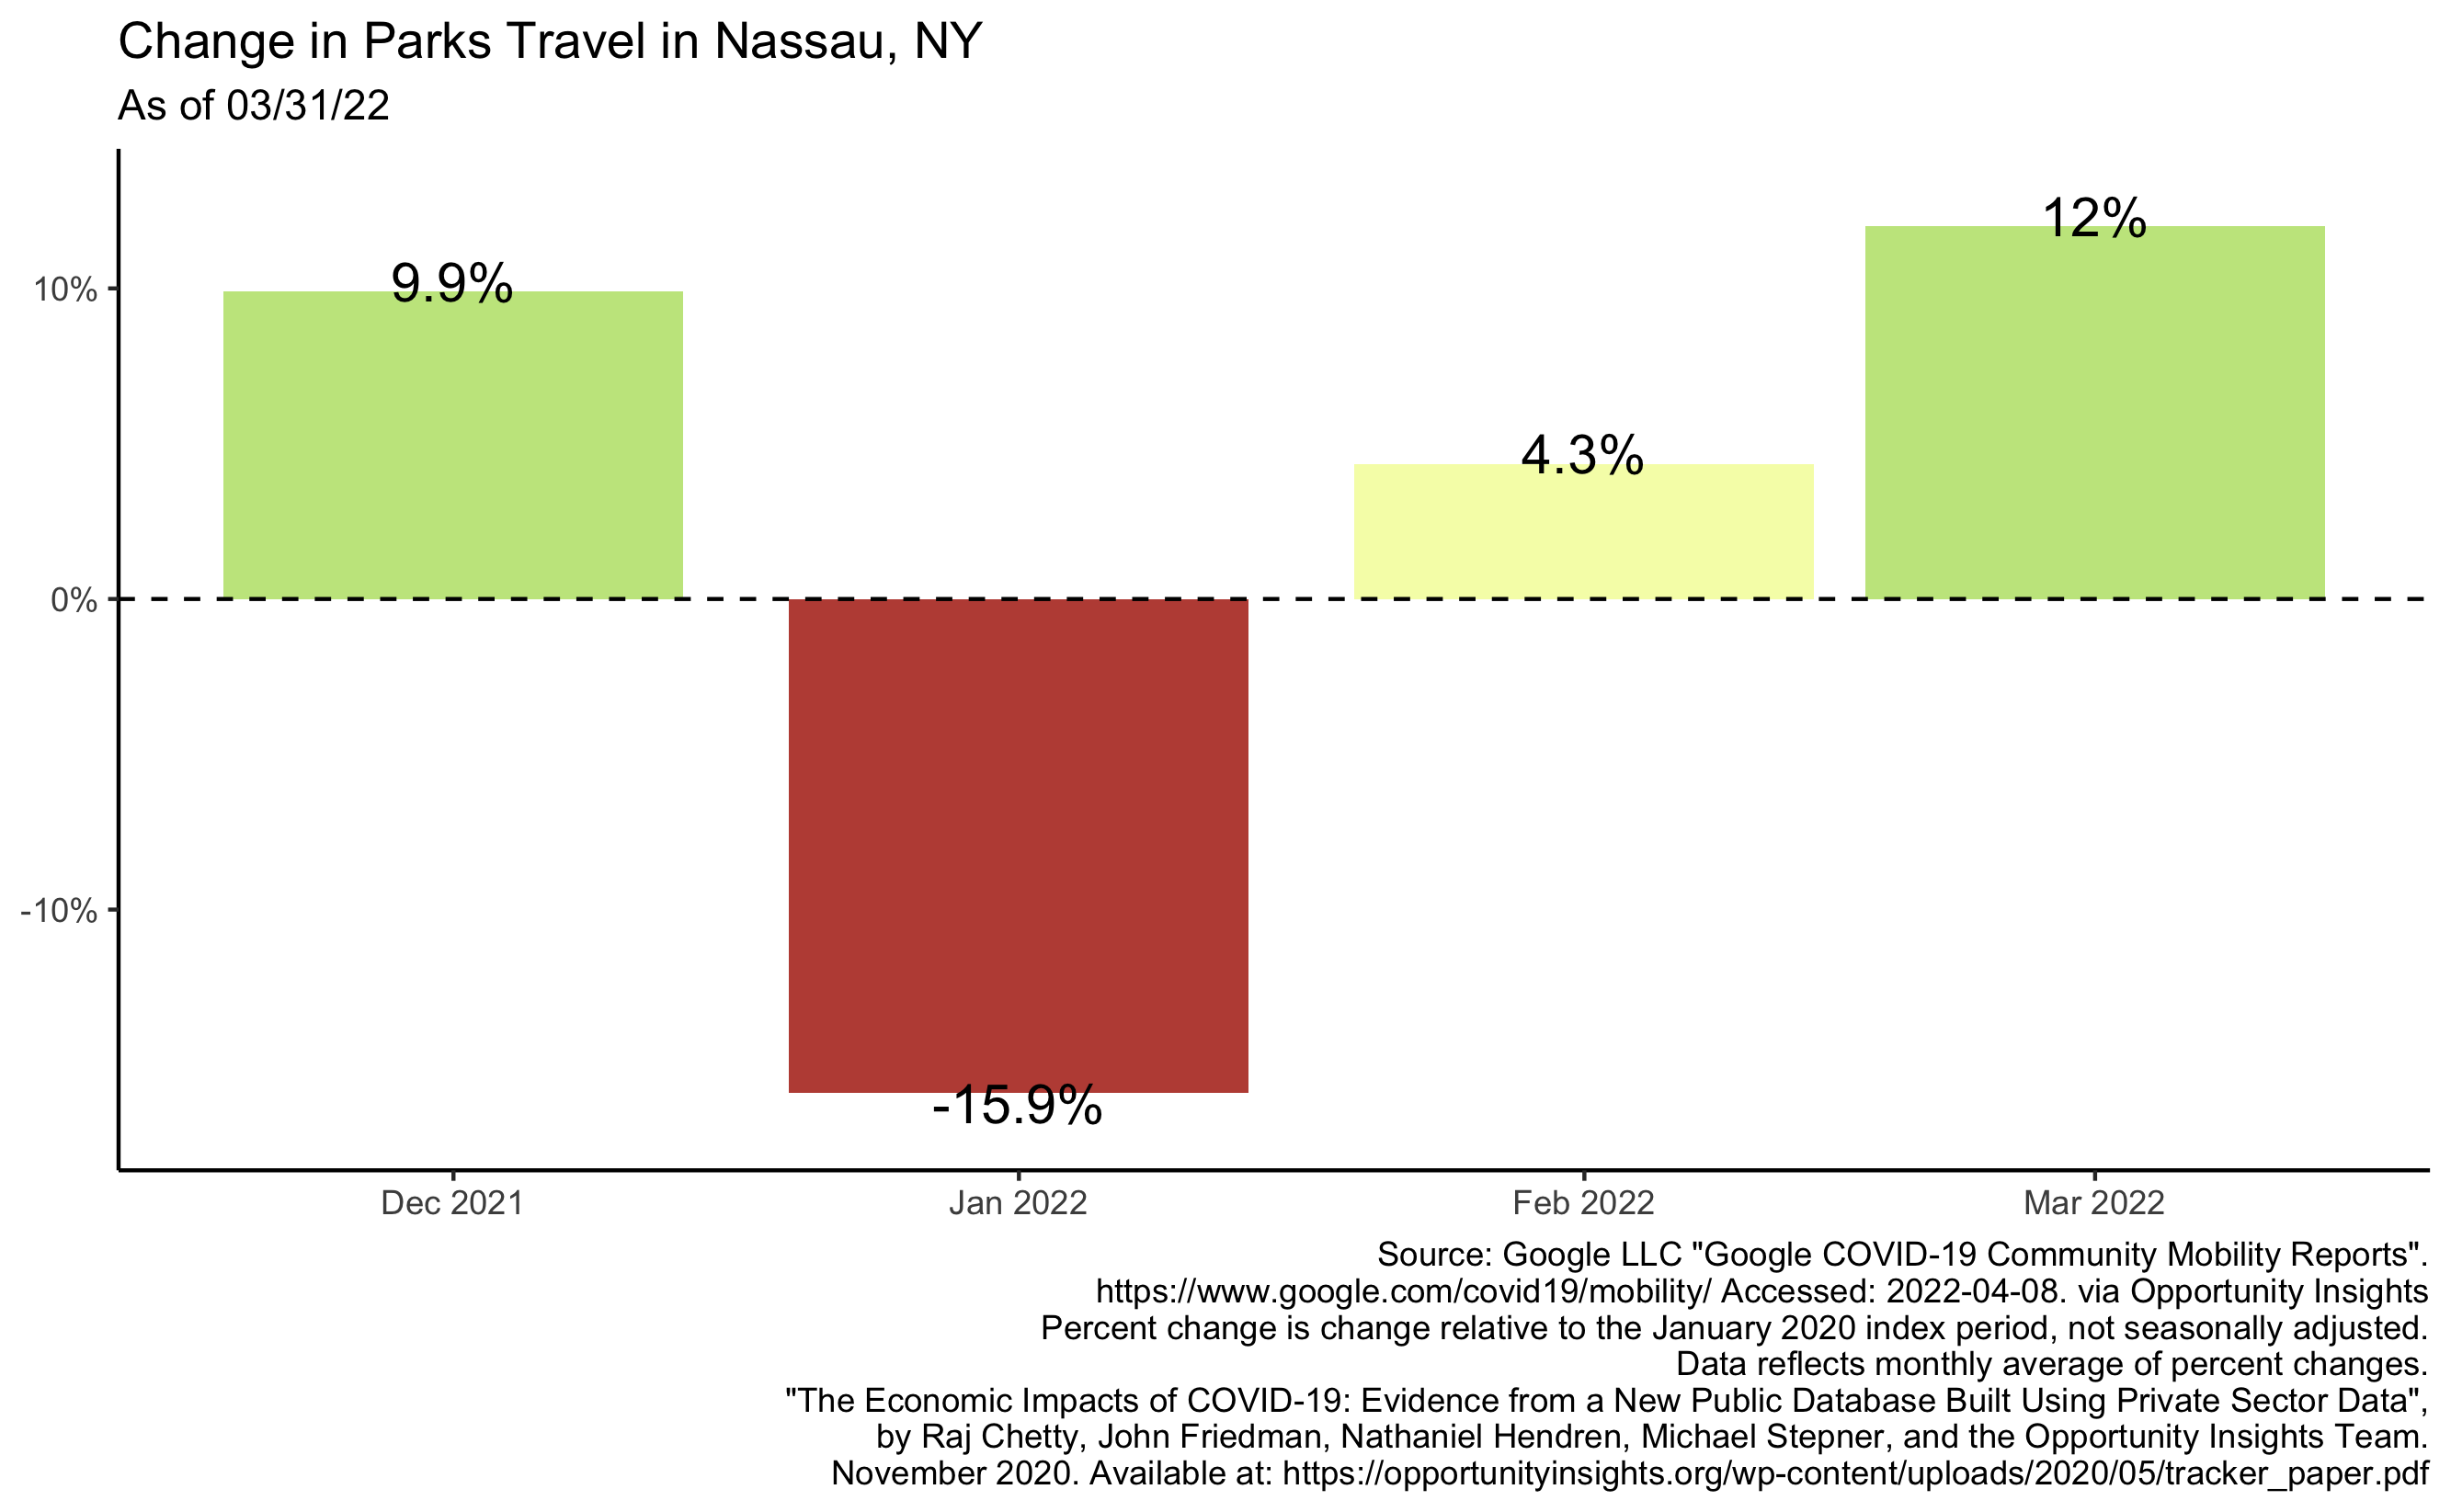 Change in Parks Travel in Nassau, NY
As of 03/31/22
12%
9.9%
10%
4.3%
0%
-10%
-15.9%
Dec 2021
Jan 2022
Feb 2022
Mar 2022
Source: Google LLC "Google COVID-19 Community Mobility Reports".
https://www.google.com/covid19/mobility/ Accessed: 2022-04-08. via Opportunity Insights
Percent change is change relative to the January 2020 index period, not seasonally adjusted.
Data reflects monthly average of percent changes.
"The Economic Impacts of COVID-19: Evidence from a New Public Database Built Using Private Sector Data",
by Raj Chetty, John Friedman, Nathaniel Hendren, Michael Stepner, and the Opportunity Insights Team.
November 2020. Available at: https://opportunityinsights.org/wp-content/uploads/2020/05/tracker_paper.pdf